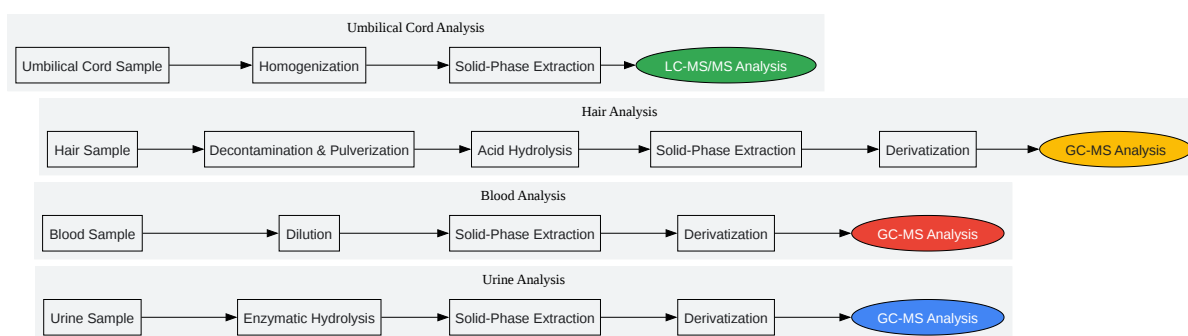 Umbilical Cord Analysis
Umbilical Cord Sample
Homogenization
Solid-Phase Extraction
LC-MS/MS Analysis
Hair Analysis
Hair Sample
Decontamination & Pulverization
Acid Hydrolysis
Solid-Phase Extraction
Derivatization
GC-MS Analysis
Blood Analysis
Blood Sample
Dilution
Solid-Phase Extraction
Derivatization
GC-MS Analysis
Urine Analysis
Urine Sample
Enzymatic Hydrolysis
Solid-Phase Extraction
Derivatization
GC-MS Analysis